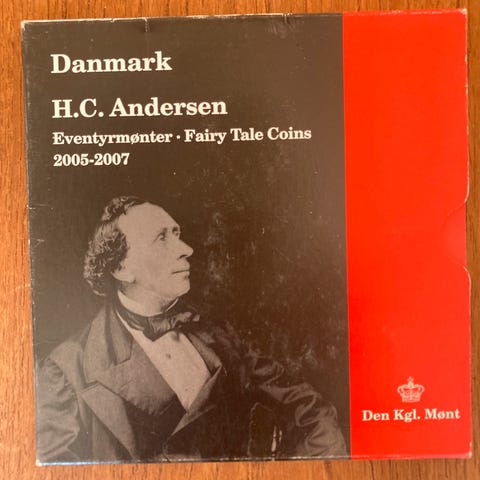 Danmark
H.C. Andersen
Eventyrmønter · Fairy Tale Coins
2005-2007
Den Kgl. Mønt